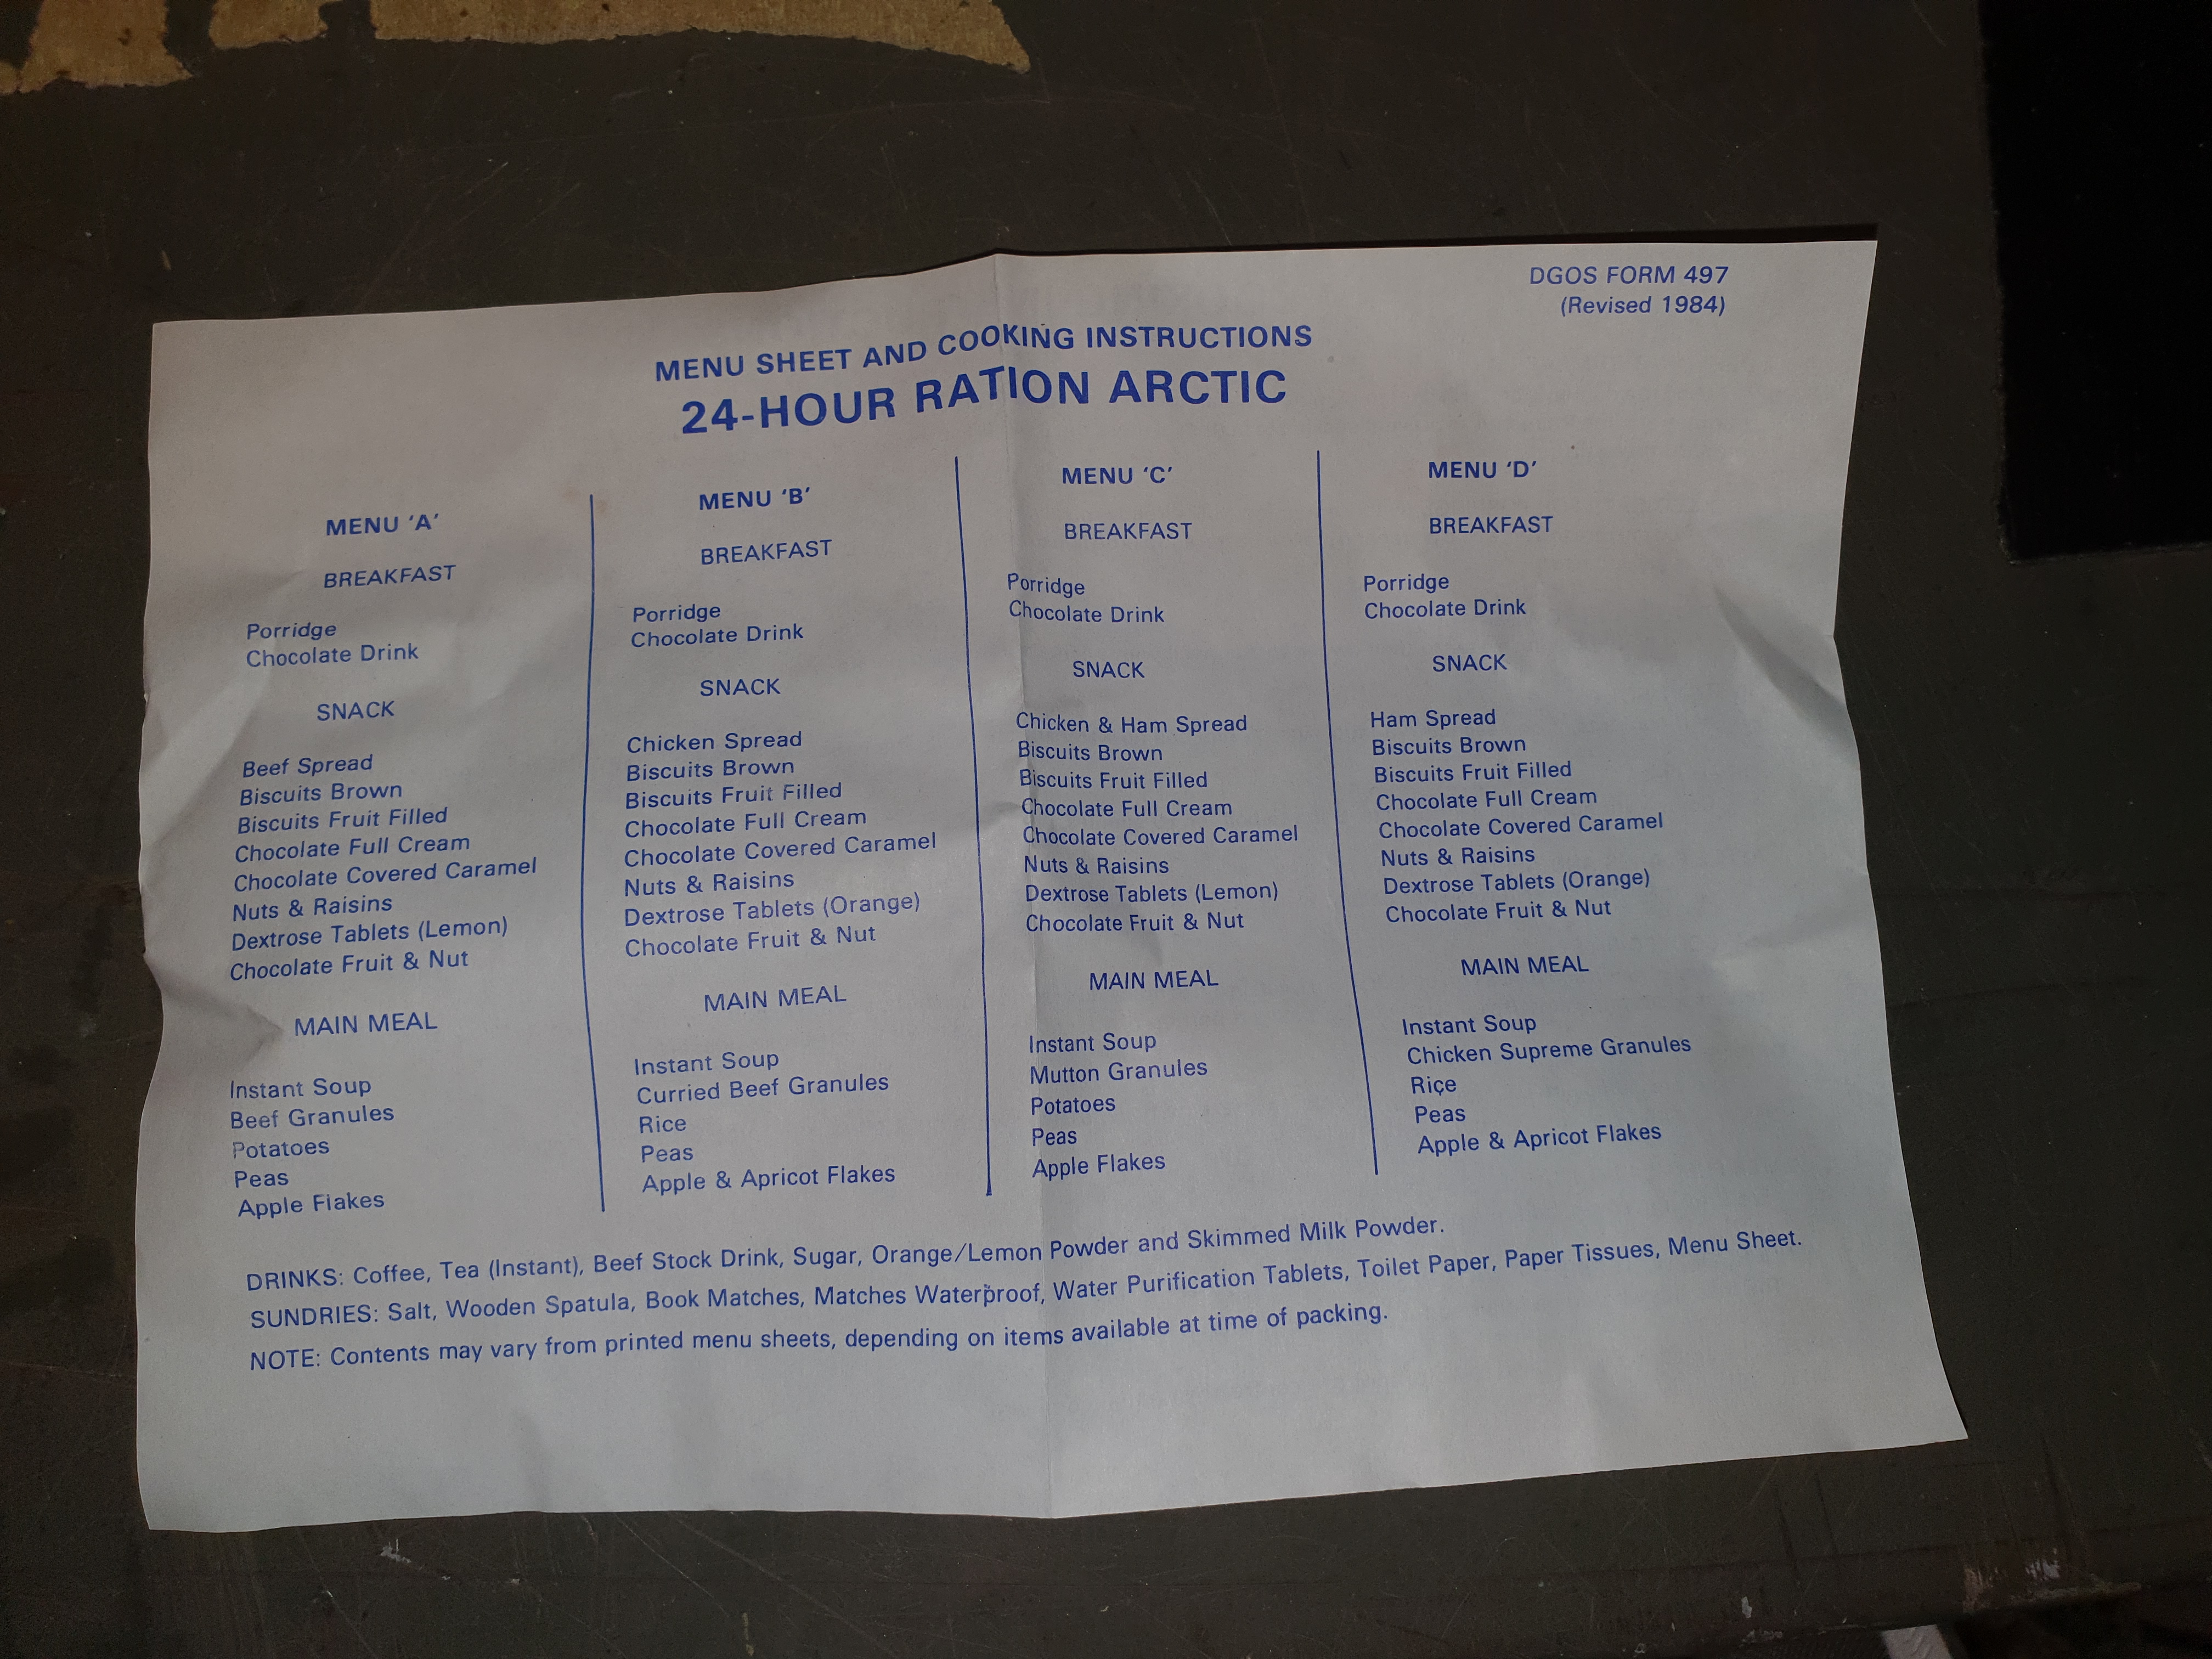 DGOS FORM 497
(Revised 1984)
MENU SHEET AND COOKING INSTRUCTIONS
24-HOUR RATION ARCTIC
MENU ‘A’
BREAKFAST
Porridge
Chocolate Drink
SNACK
Beef Spread
Biscuits Brown
Biscuits Fruit Filled
Chocolate Full Cream
Chocolate Covered Caramel
Nuts & Raisins
Dextrose Tablets (Lemon)
Chocolate Fruit & Nut
MAIN MEAL
Instant Soup
Beef Granules
Potatoes
Peas
Apple Flakes
MENU ‘B’
BREAKFAST
Porridge
Chocolate Drink
SNACK
Chicken Spread
Biscuits Brown
Biscuits Fruit Filled
Chocolate Full Cream
Chocolate Covered Caramel
Nuts & Raisins
Dextrose Tablets (Orange)
Chocolate Fruit & Nut
MAIN MEAL
Instant Soup
Curried Beef Granules
Rice
Peas
Apple & Apricot Flakes
MENU ‘C’
BREAKFAST
Porridge
Chocolate Drink
SNACK
Chicken & Ham Spread
Biscuits Brown
Biscuits Fruit Filled
Chocolate Full Cream
Chocolate Covered Caramel
Nuts & Raisins
Dextrose Tablets (Lemon)
Chocolate Fruit & Nut
MAIN MEAL
Instant Soup
Mutton Granules
Potatoes
Peas
Apple Flakes
MENU ‘D’
BREAKFAST
Porridge
Chocolate Drink
SNACK
Ham Spread
Biscuits Brown
Biscuits Fruit Filled
Chocolate Full Cream
Chocolate Covered Caramel
Nuts & Raisins
Dextrose Tablets (Orange)
Chocolate Fruit & Nut
MAIN MEAL
Instant Soup
Chicken Supreme Granules
Rice
Peas
Apple & Apricot Flakes
DRINKS: Coffee, Tea (Instant), Beef Stock Drink, Sugar, Orange/Lemon Powder and Skimmed Milk Powder.
SUNDRIES: Salt, Wooden Spatula, Book Matches, Matches Waterproof, Water Purification Tablets, Toilet Paper, Paper Tissues, Menu Sheet.
NOTE: Contents may vary from printed menu sheets, depending on items available at time of packing.